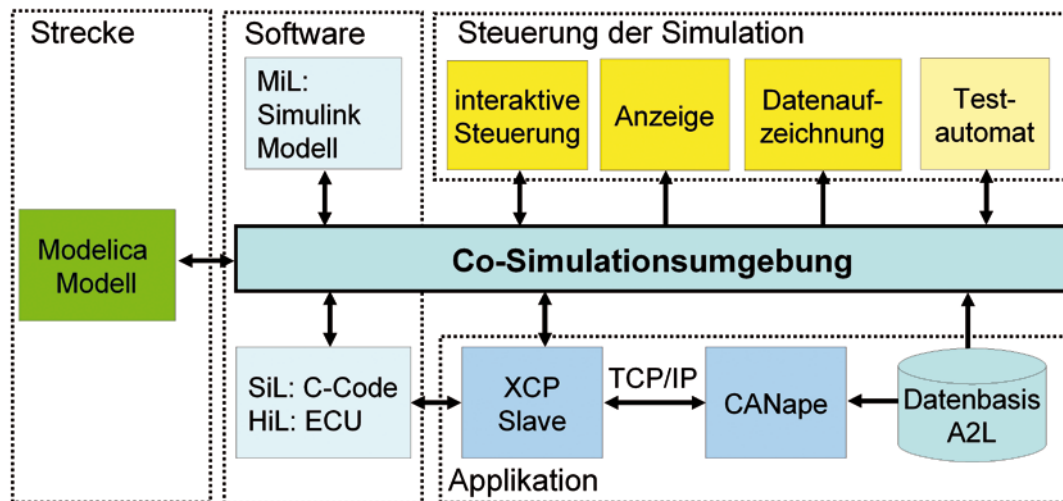 Strecke
Software
Steuerung der Simulation
MiL:
Simulink
Modell
interaktive
Steuerung
Anzeige
Datenauf-
zeichnung
Test-
automat
Modelica
Modell
Co-Simulationsumgebung
SiL: C-Code
HiL: ECU
XCP
Slave
TCP/IP
CANape
Datenbasis
A2L
Applikation